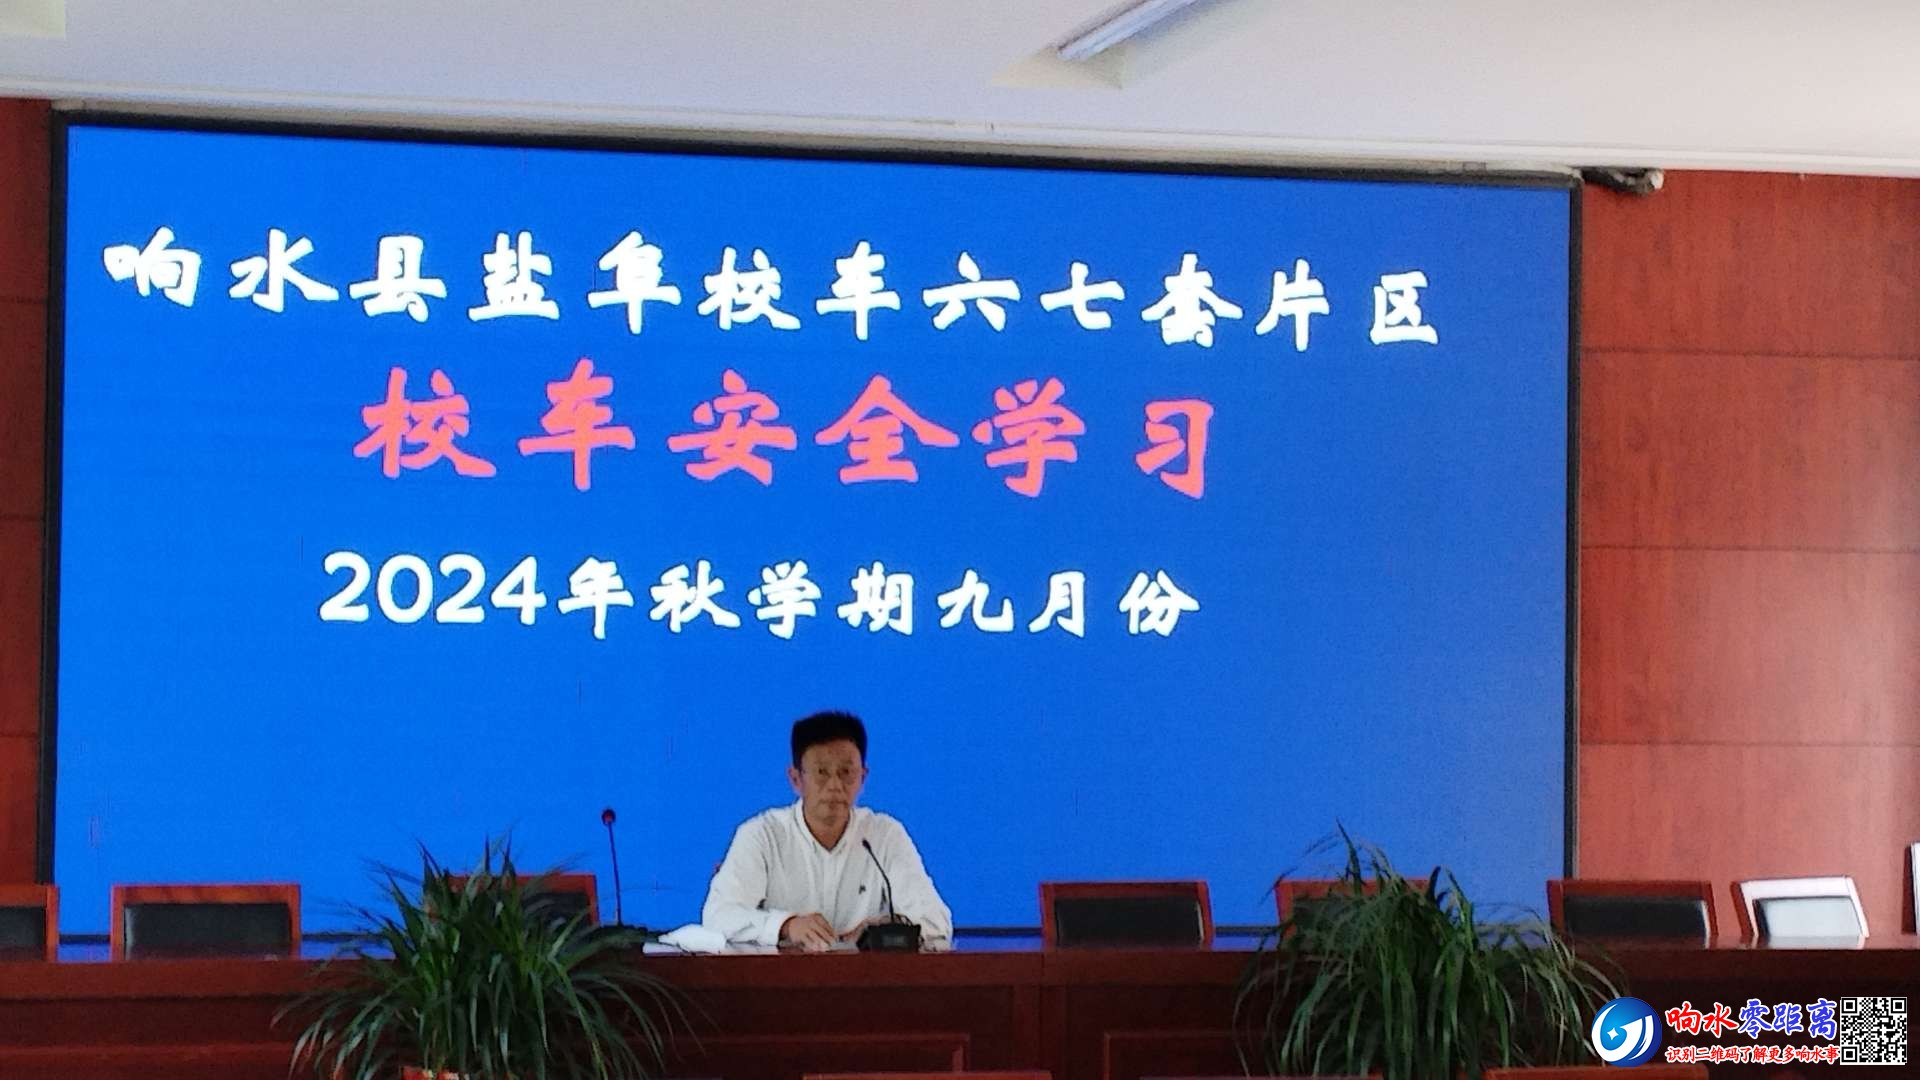 响水县盐阜校车六七套片区
校车安全学习
2024年秋学期九月份
响水零距离
识别二维码了解更多响水事